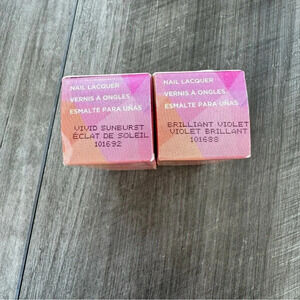 NAIL LACQUER
VERNIS À ONGLES
ESMALTE PARA UÑAS
VIVID SUNBURST
ÉCLAT DE SOLEIL
101692
NAIL LACQUER
VERNIS À ONGLES
ESMALTE PARA UÑAS
BRILLIANT VIOLET
VIOLET BRILLANT
101688